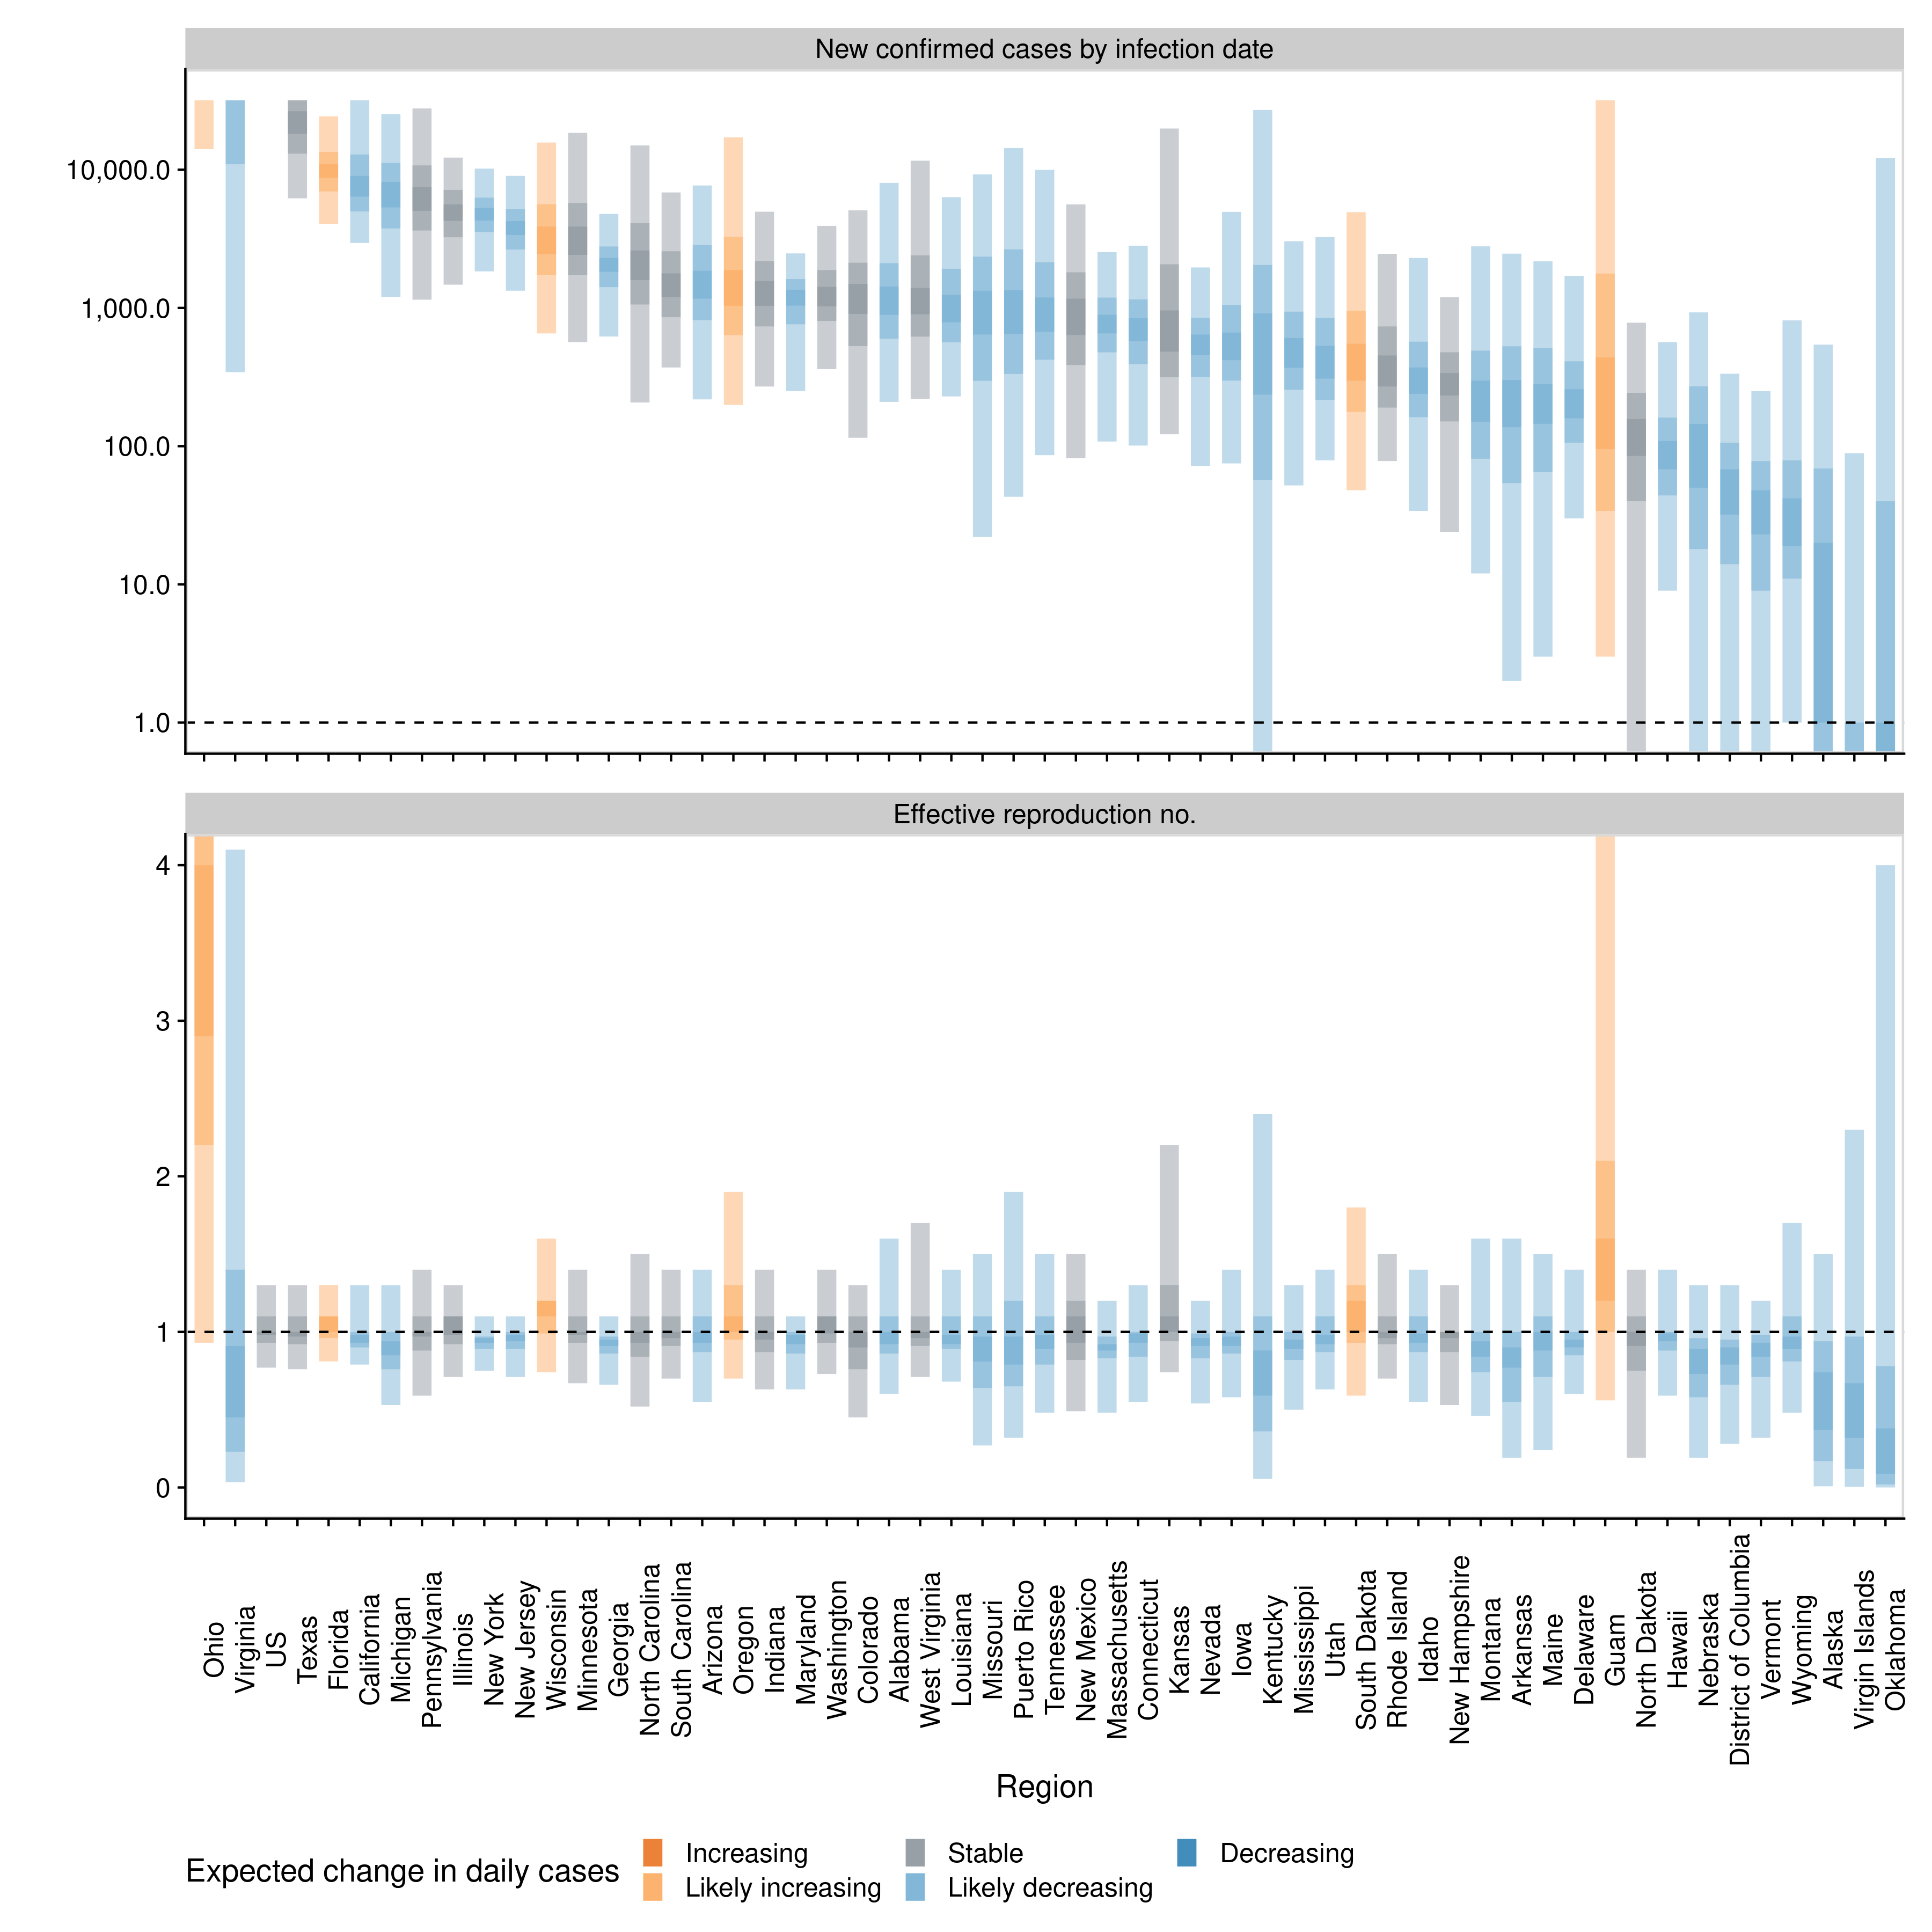 New confirmed cases by infection date
10,000.0
1,000.0
100.0
10.0
1.0
Effective reproduction no.
4
3
2
1
0
Ohio
Virginia
US
Texas
Florida
California
Michigan
Pennsylvania
Illinois
New York
New Jersey
Wisconsin
Minnesota
Georgia
North Carolina
South Carolina
Arizona
Oregon
Indiana
Maryland
Washington
Colorado
Alabama
West Virginia
Louisiana
Missouri
Puerto Rico
Tennessee
New Mexico
Massachusetts
Connecticut
Kansas
Nevada
Iowa
Kentucky
Mississippi
Utah
South Dakota
Rhode Island
Idaho
New Hampshire
Montana
Arkansas
Maine
Delaware
Guam
North Dakota
Hawaii
Nebraska
District of Columbia
Vermont
Wyoming
Alaska
Virgin Islands
Oklahoma
Region
Expected change in daily cases
Increasing
Likely increasing
Stable
Likely decreasing
Decreasing